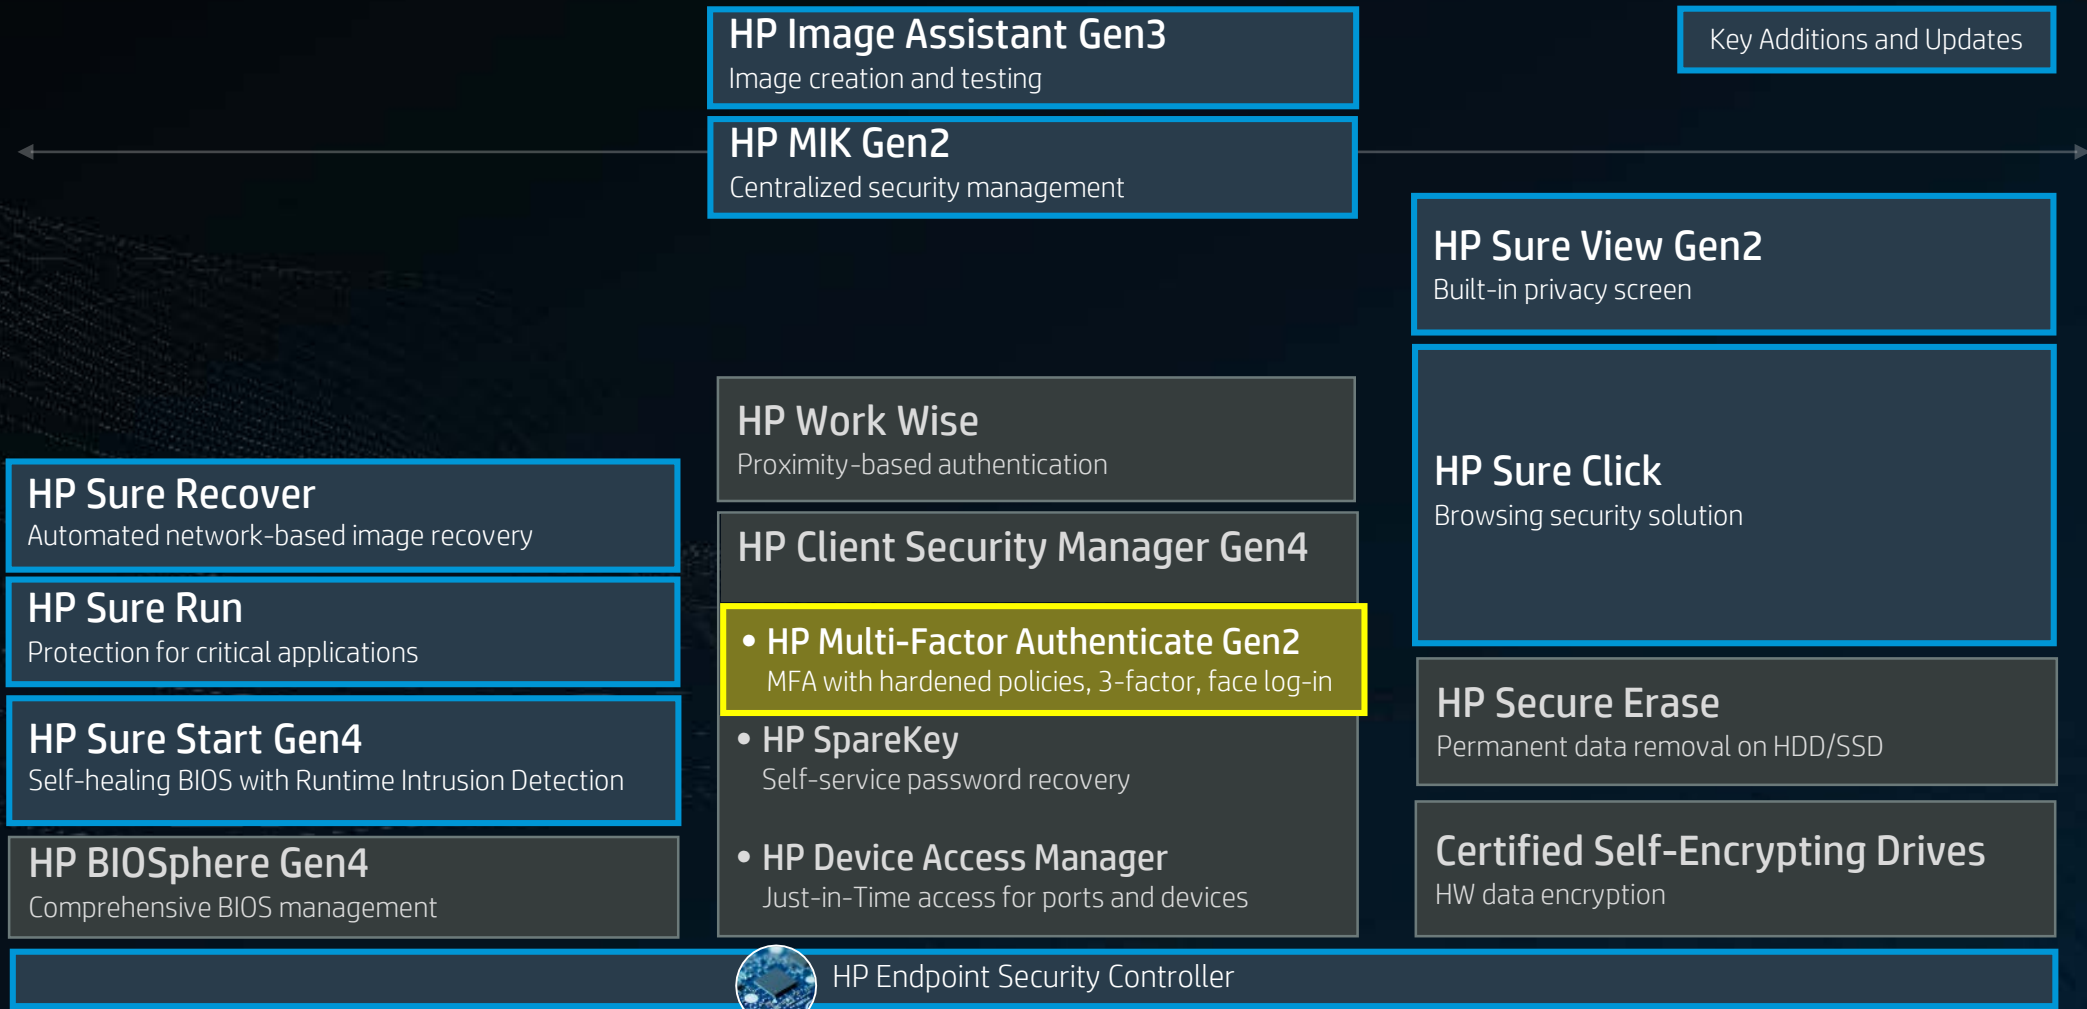 HP Image Assistant Gen3
Image creation and testing
Key Additions and Updates
HP MIK Gen2
Centralized security management
HP Sure View Gen2
Built-in privacy screen
HP Work Wise
Proximity-based authentication
HP Sure Click
Browsing security solution
HP Sure Recover
Automated network-based image recovery
HP Client Security Manager Gen4
HP Sure Run
Protection for critical applications
• HP Multi-Factor Authenticate Gen2
MFA with hardened policies, 3-factor, face log-in
HP Secure Erase
Permanent data removal on HDD/SSD
HP Sure Start Gen4
Self-healing BIOS with Runtime Intrusion Detection
• HP SpareKey
Self-service password recovery
HP BIOSphere Gen4
Comprehensive BIOS management
• HP Device Access Manager
Just-in-Time access for ports and devices
Certified Self-Encrypting Drives
HW data encryption
HP Endpoint Security Controller